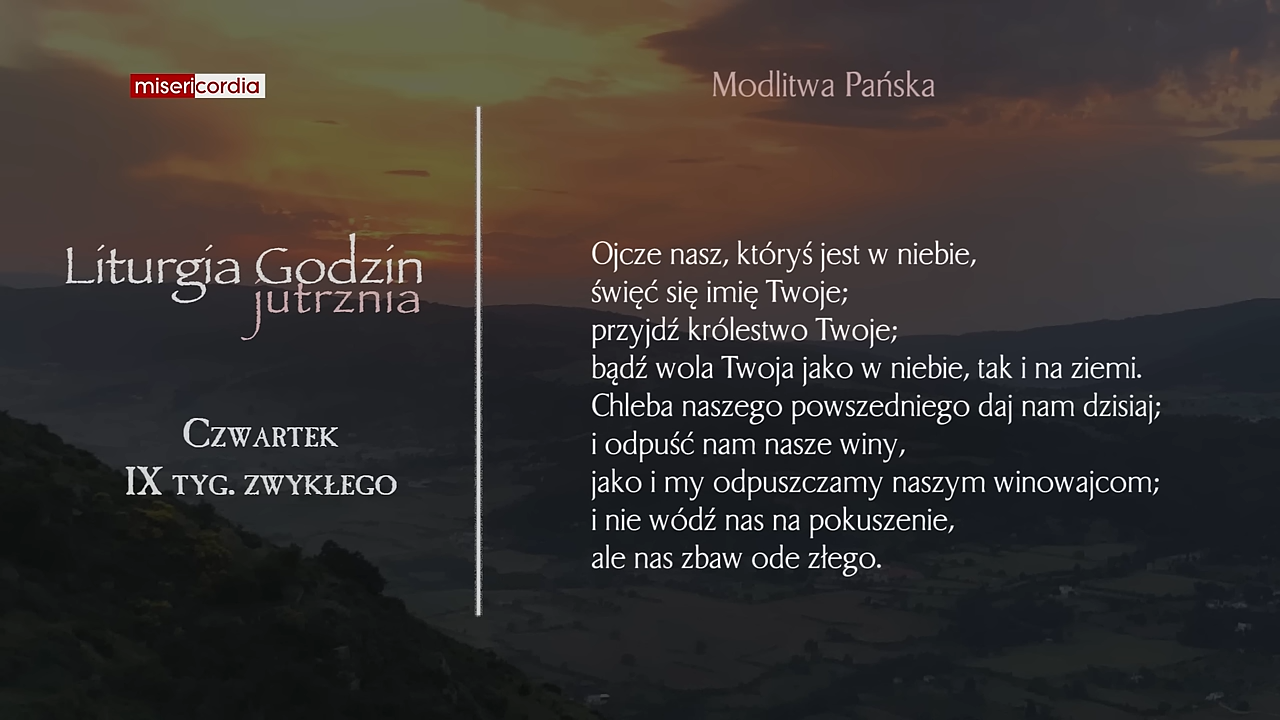 misericordia
Liturgia Godzin
jutrznia
Czwartek
IX tyg. zwykłego
Modlitwa Pańska
Ojcze nasz, któryś jest w niebie,
święć się imię Twoje;
przyjdź królestwo Twoje;
bądź wola Twoja jako w niebie, tak i na ziemi.
Chleba naszego powszedniego daj nam dzisiaj;
i odpuść nam nasze winy,
jako i my odpuszczamy naszym winowajcom;
i nie wódź nas na pokuszenie,
ale nas zbaw ode złego.